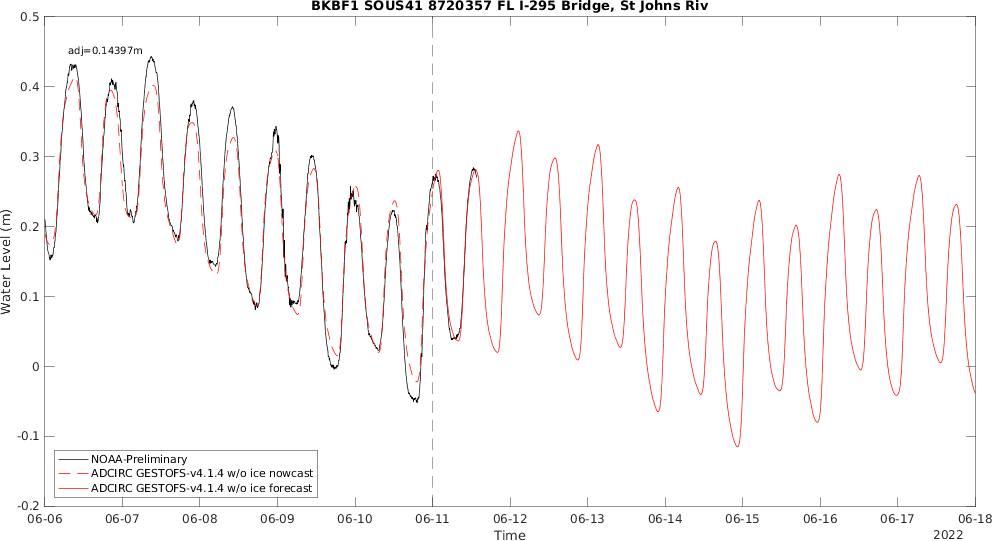 BKBF1 SOUS41 8720357 FL I-295 Bridge, St Johns Riv
adj=0.14397m
Water Level (m)
0.5
0.4
0.3
0.2
0.1
0
-0.1
-0.2
NOAA-Preliminary
ADCIRC GESTOFS-v4.1.4 w/o ice nowcast
ADCIRC GESTOFS-v4.1.4 w/o ice forecast
06-06 06-07 06-08 06-09 06-10 06-11 06-12 06-13 06-14 06-15 06-16 06-17 06-18
Time
2022